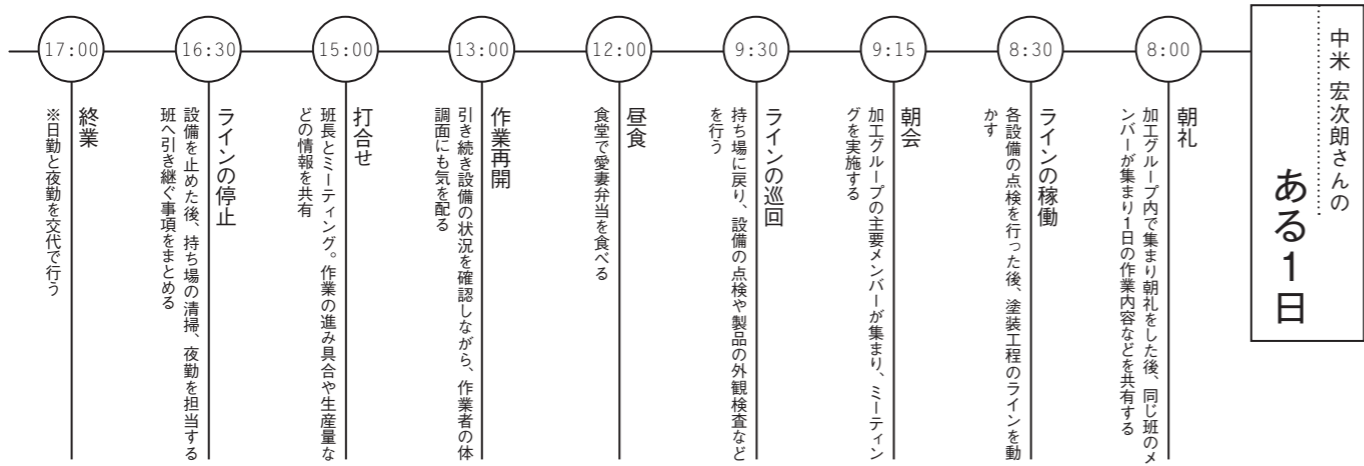 中米 宏次朗さんの
ある1日
8:00
朝礼
加工グループ内で集まり朝礼をした後、同じ班のメ
ンバーが集まり1日の作業内容などを共有する
8:30
ラインの稼働
各設備の点検を行った後、塗装工程のラインを動
かす
9:15
朝会
加工グループの主要メンバーが集まり、ミーティン
グを実施する
9:30
ラインの巡回
持ち場に戻り、設備の点検や製品の外観検査など
を行う
12:00
昼食
食堂で愛妻弁当を食べる
13:00
作業再開
引き続き設備の状況を確認しながら、作業者の体
調面にも気を配る
15:00
打合せ
班長とミーティング。作業の進み具合や生産量な
どの情報を共有
16:30
ラインの停止
設備を止めた後、持ち場の清掃、夜勤を担当する
班へ引き継ぐ事項をまとめる
17:00
終業
※日勤と夜勤を交代で行う